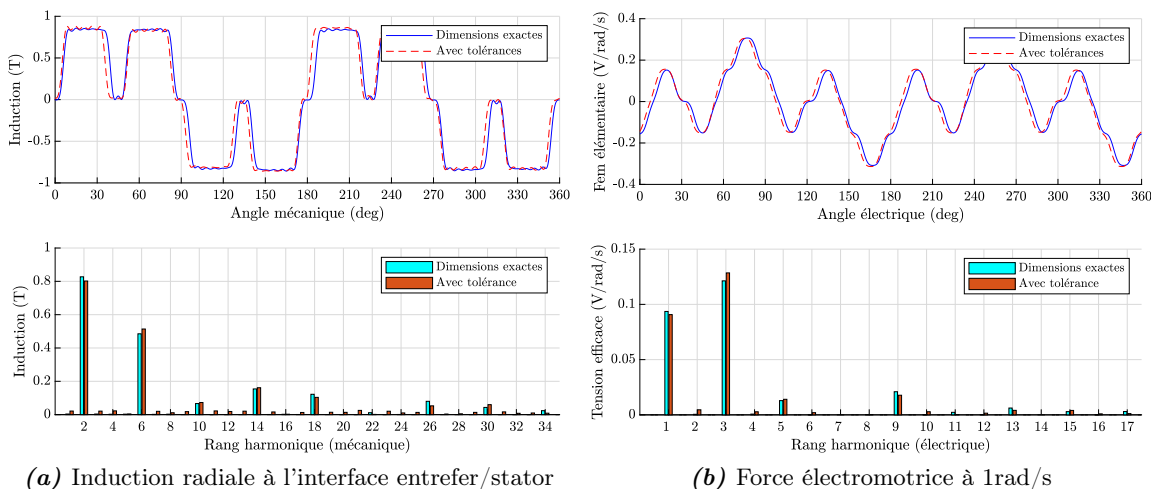 1
0.5
0
-0.5
-1
Induction (T)
0 30 60 90 120 150 180 210 240 270 300 330 360
Angle mécanique (deg)
Dimensions exactes
Avec tolérances
0.4
0.2
0
-0.2
-0.4
Fem élémentaire (V/rad/s)
0 30 60 90 120 150 180 210 240 270 300 330 360
Angle électrique (deg)
Dimensions exactes
Avec tolérances
1
0.8
0.6
0.4
0.2
0
Induction (T)
2 4 6 8 10 12 14 16 18 20 22 24 26 28 30 32 34
Rang harmonique (mécanique)
Dimensions exactes
Avec tolérance
0.15
0.1
0.05
0
Tension efficace (V/rad/s)
1 2 3 4 5 6 7 8 9 10 11 12 13 14 15 16 17
Rang harmonique (électrique)
Dimensions exactes
Avec tolérance
(a) Induction radiale à l'interface entrefer/stator
(b) Force électromotrice à 1rad/s